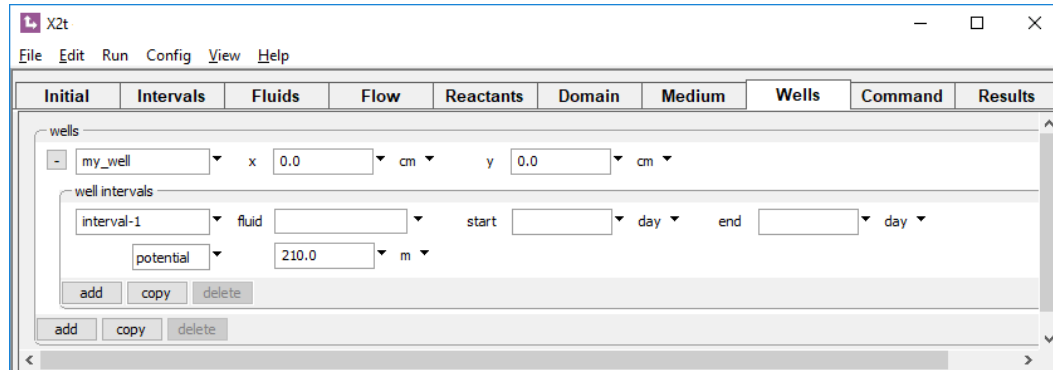 X2t
File Edit Run Config View Help
Initial Intervals Fluids Flow Reactants Domain Medium Wells Command Results
wells
- my_well x 0.0 cm y 0.0 cm
well intervals
interval-1 fluid start day end day
potential 210.0 m
add copy delete
add copy delete